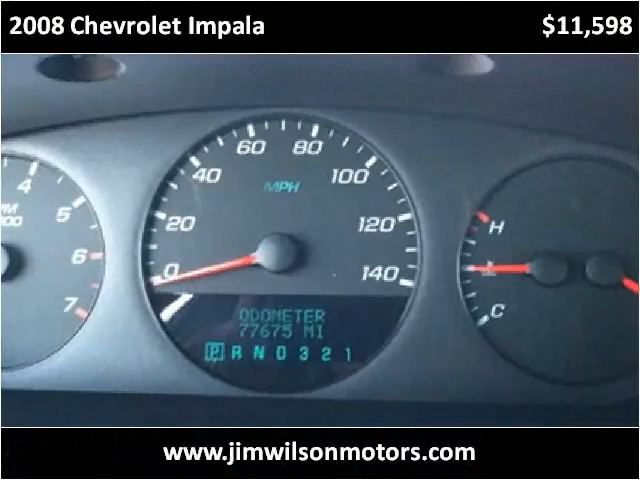 2008 Chevrolet Impala $11,598
60 80
40 100
MPH
4
5
20 120
6
H
0 140
7
C
ODOMETER
77675 MI
P R N D 3 2 1
www.jimwilsonmotors.com